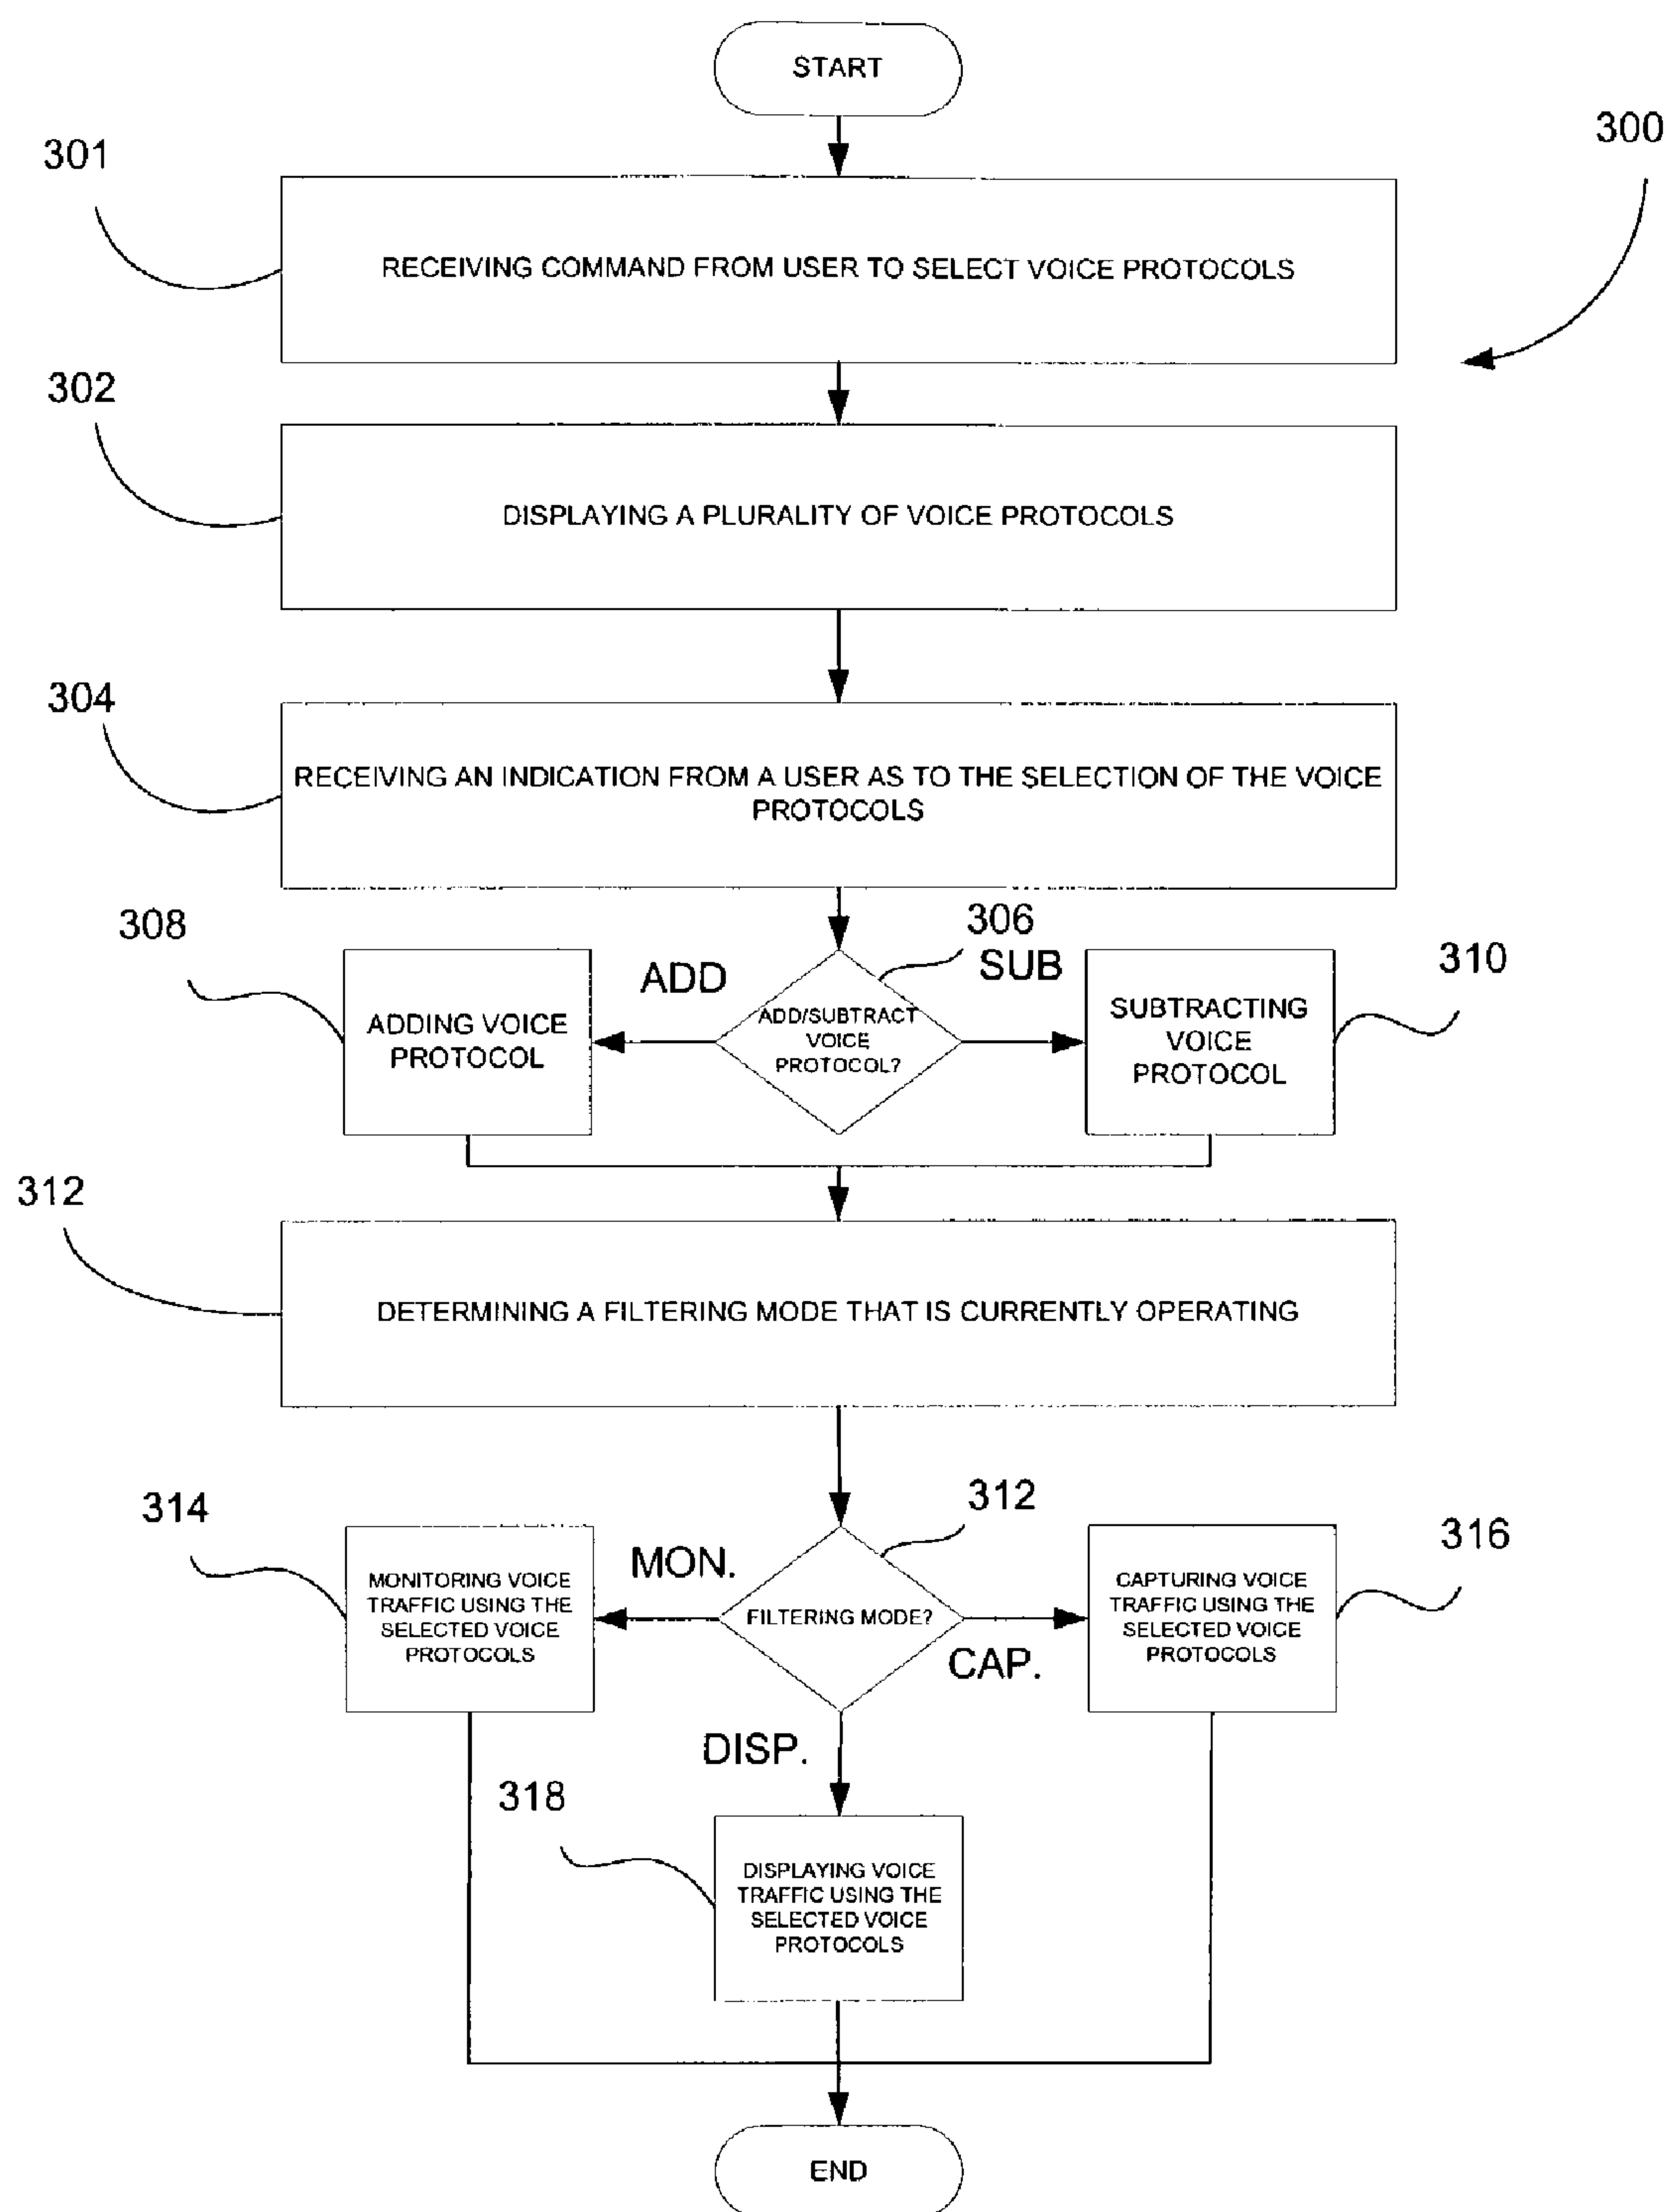 START
300
301
RECEIVING COMMAND FROM USER TO SELECT VOICE PROTOCOLS
302
DISPLAYING A PLURALITY OF VOICE PROTOCOLS
304
RECEIVING AN INDICATION FROM A USER AS TO THE SELECTION OF THE VOICE
PROTOCOLS
308
306
310
ADD
SUB
ADDING VOICE
PROTOCOL
ADD/SUBTRACT
VOICE
PROTOCOL?
SUBTRACTING
VOICE
PROTOCOL
312
DETERMINING A FILTERING MODE THAT IS CURRENTLY OPERATING
314
312
316
MON.
MONITORING VOICE
TRAFFIC USING THE
SELECTED VOICE
PROTOCOLS
FILTERING MODE?
CAPTURING VOICE
TRAFFIC USING THE
SELECTED VOICE
PROTOCOLS
CAP.
DISP.
318
DISPLAYING VOICE
TRAFFIC USING THE
SELECTED VOICE
PROTOCOLS
END